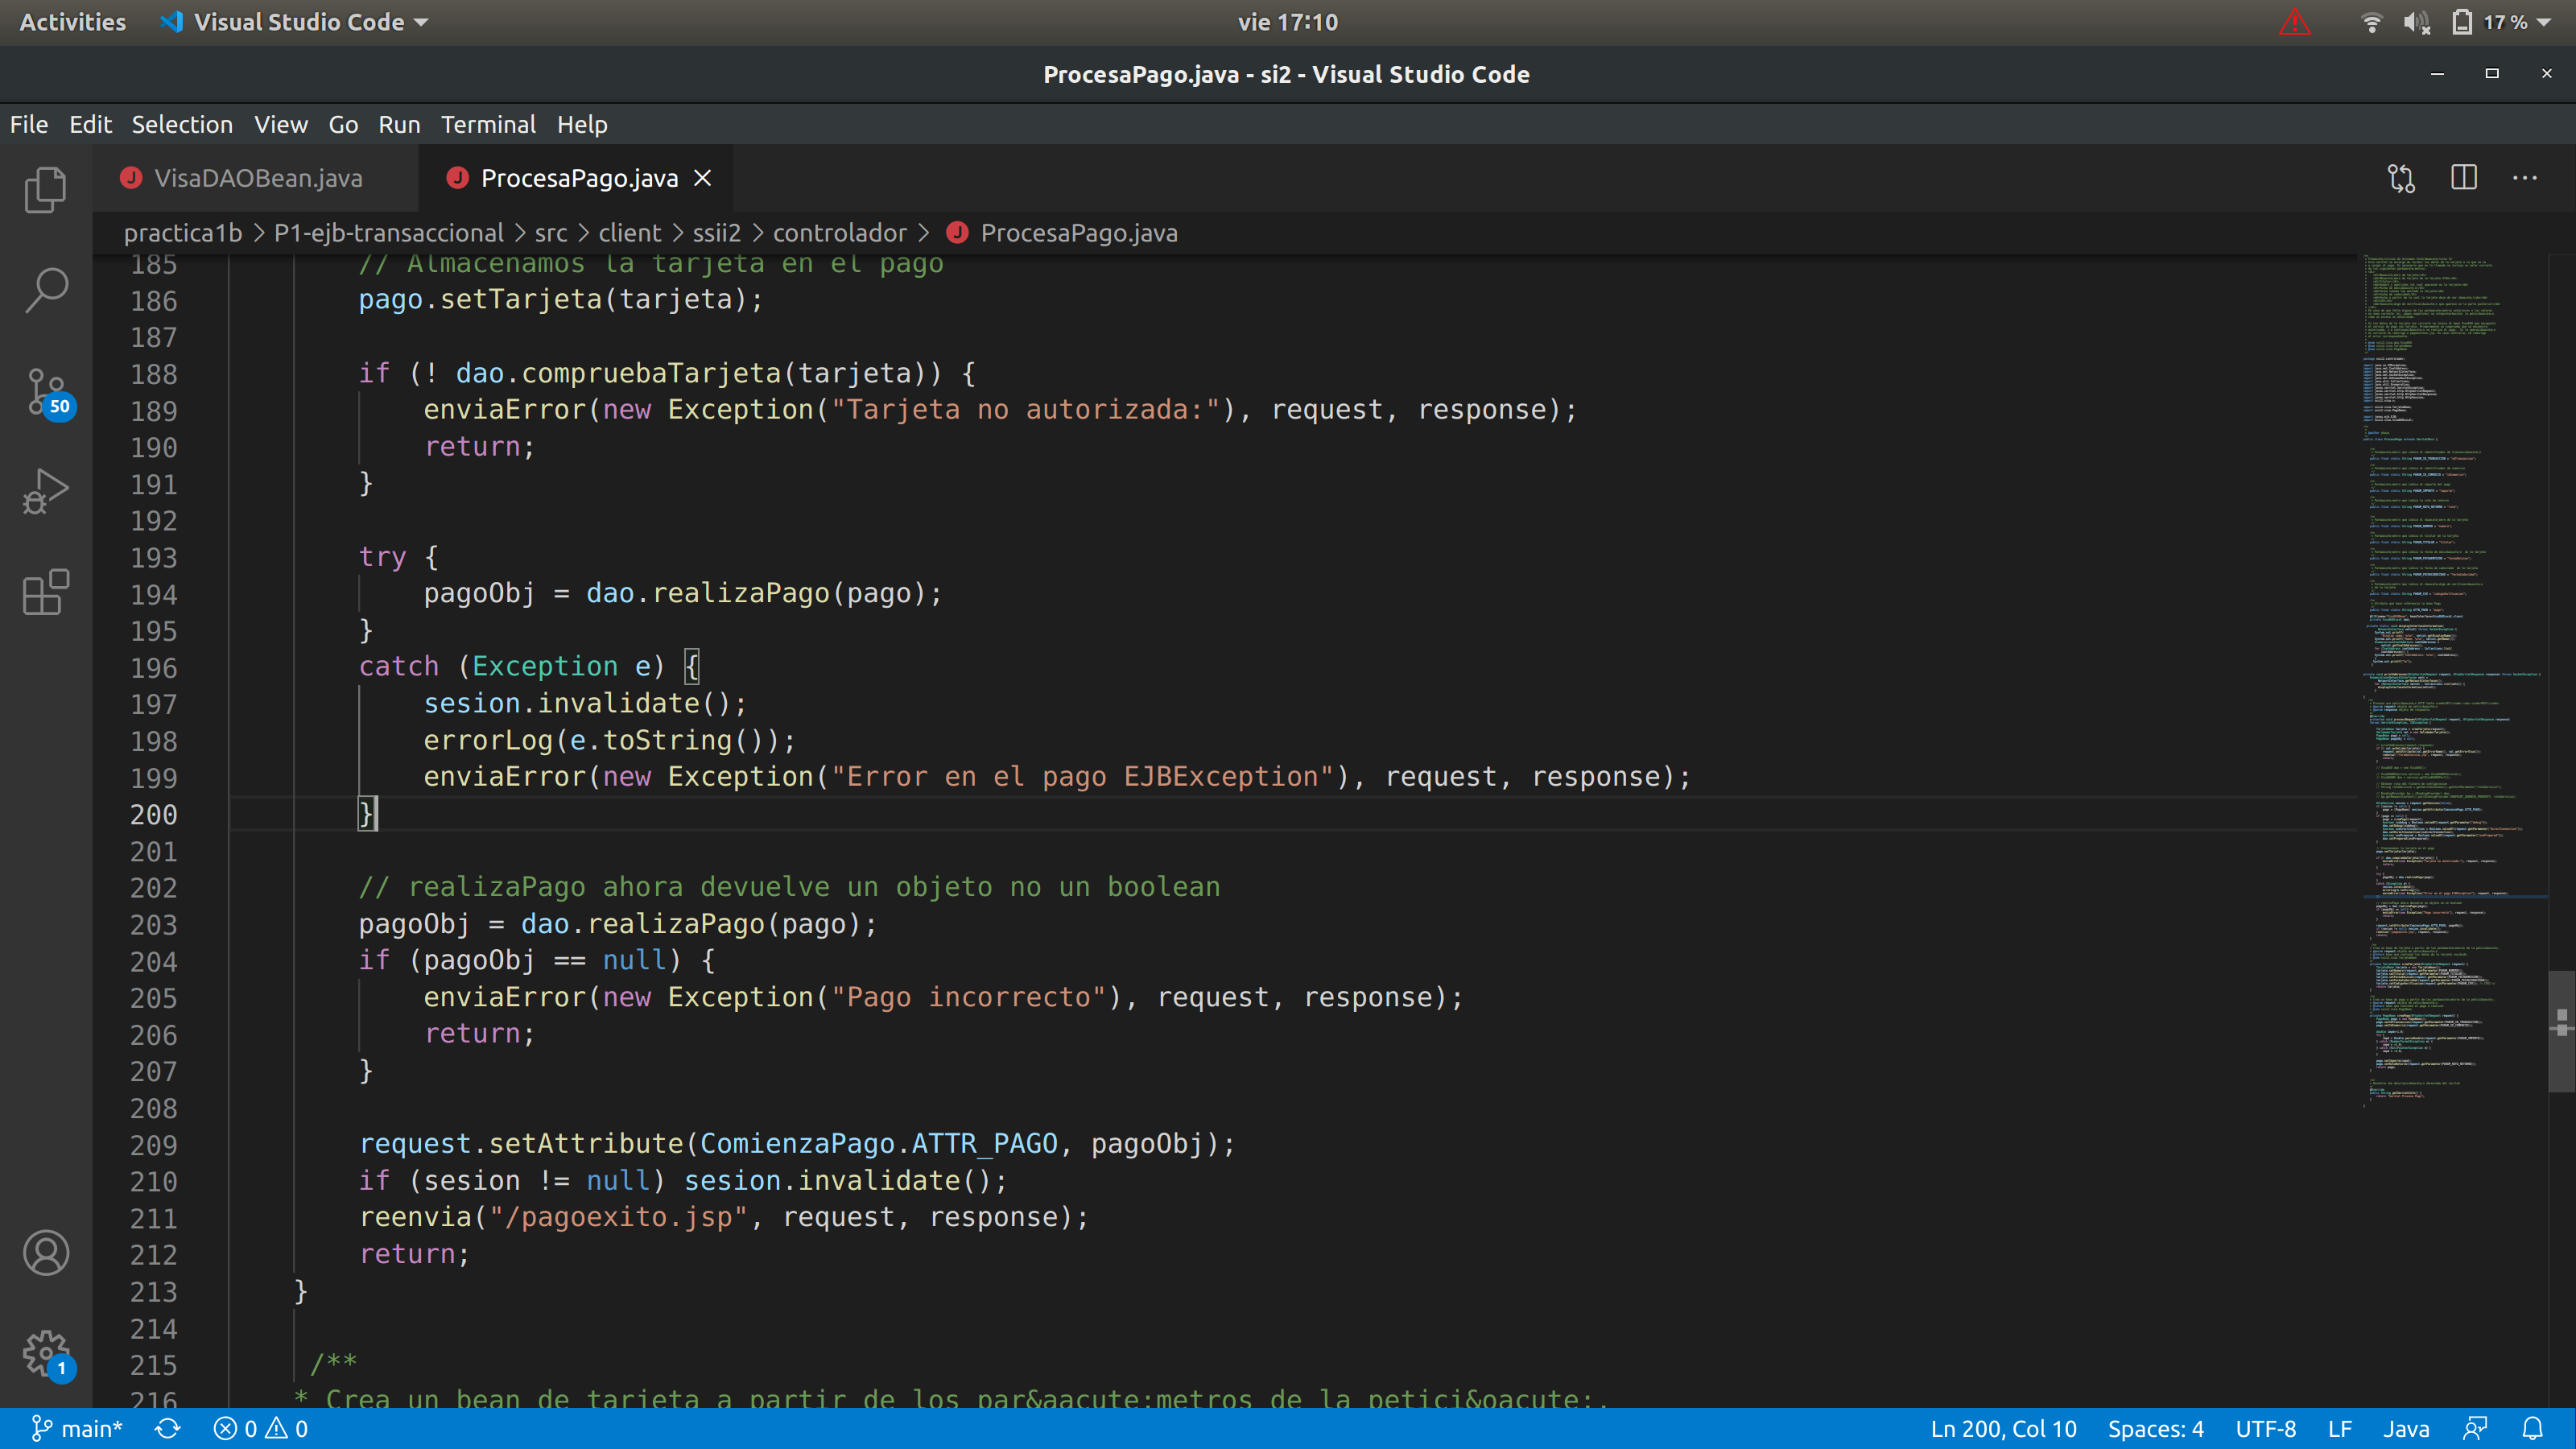 Activities Visual Studio Code vie 17:10 17 %
ProcesaPago.java - si2 - Visual Studio Code
File Edit Selection View Go Run Terminal Help
VisaDAOBean.java ProcesaPago.java
practica1b > P1-ejb-transaccional > src > client > ssii2 > controlador > ProcesaPago.java
185 // Almacenamos la tarjeta en el pago
186 pago.setTarjeta(tarjeta);
187
188 if (! dao.compruebaTarjeta(tarjeta)) {
189 enviaError(new Exception("Tarjeta no autorizada:"), request, response);
190 return;
191 }
192
193 try {
194 pagoObj = dao.realizaPago(pago);
195 }
196 catch (Exception e) {
197 sesion.invalidate();
198 errorLog(e.toString());
199 enviaError(new Exception("Error en el pago EJBException"), request, response);
200 }
201
202 // realizaPago ahora devuelve un objeto no un boolean
203 pagoObj = dao.realizaPago(pago);
204 if (pagoObj == null) {
205 enviaError(new Exception("Pago incorrecto"), request, response);
206 return;
207 }
208
209 request.setAttribute(ComienzaPago.ATTR_PAGO, pagoObj);
210 if (sesion != null) sesion.invalidate();
211 reenvia("/pagoexito.jsp", request, response);
212 return;
213 }
214
215 /**
216 * Crea un bean de tarjeta a partir de los par&aacute;metros de la petici&oacute;.
50
1
main* 0 0 Ln 200, Col 10 Spaces: 4 UTF-8 LF Java